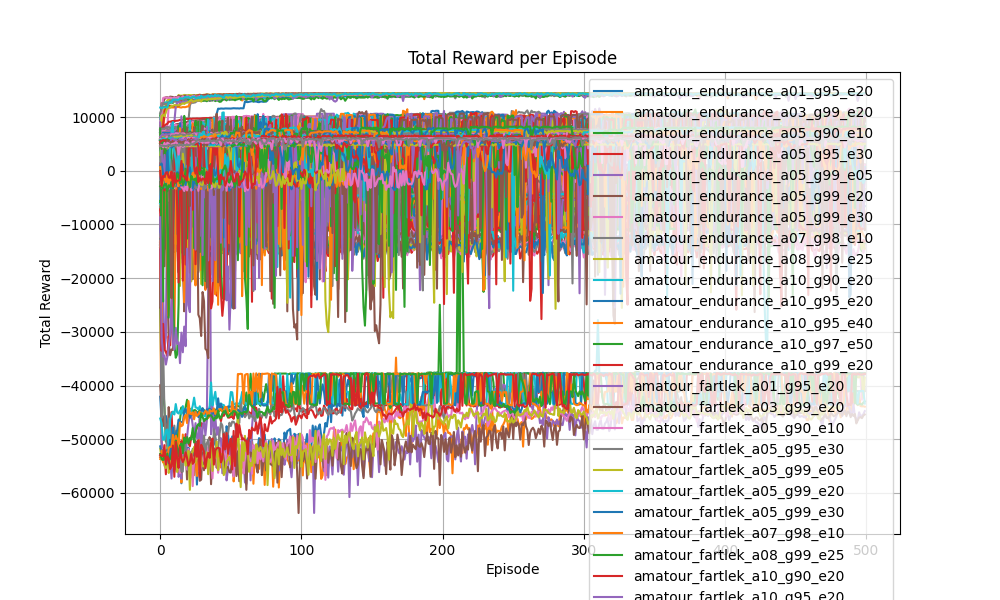 Total Reward per Episode
Total Reward
10000
0
−10000
−20000
−30000
−40000
−50000
−60000
0
100
200
300
400
500
Episode
amatour_endurance_a01_g95_e20
amatour_endurance_a03_g99_e20
amatour_endurance_a05_g90_e10
amatour_endurance_a05_g95_e30
amatour_endurance_a05_g99_e05
amatour_endurance_a05_g99_e20
amatour_endurance_a05_g99_e30
amatour_endurance_a07_g98_e10
amatour_endurance_a08_g99_e25
amatour_endurance_a10_g90_e20
amatour_endurance_a10_g95_e20
amatour_endurance_a10_g95_e40
amatour_endurance_a10_g97_e50
amatour_endurance_a10_g99_e20
amatour_fartlek_a01_g95_e20
amatour_fartlek_a03_g99_e20
amatour_fartlek_a05_g90_e10
amatour_fartlek_a05_g95_e30
amatour_fartlek_a05_g99_e05
amatour_fartlek_a05_g99_e20
amatour_fartlek_a05_g99_e30
amatour_fartlek_a07_g98_e10
amatour_fartlek_a08_g99_e25
amatour_fartlek_a10_g90_e20
amatour_fartlek_a10_g95_e20